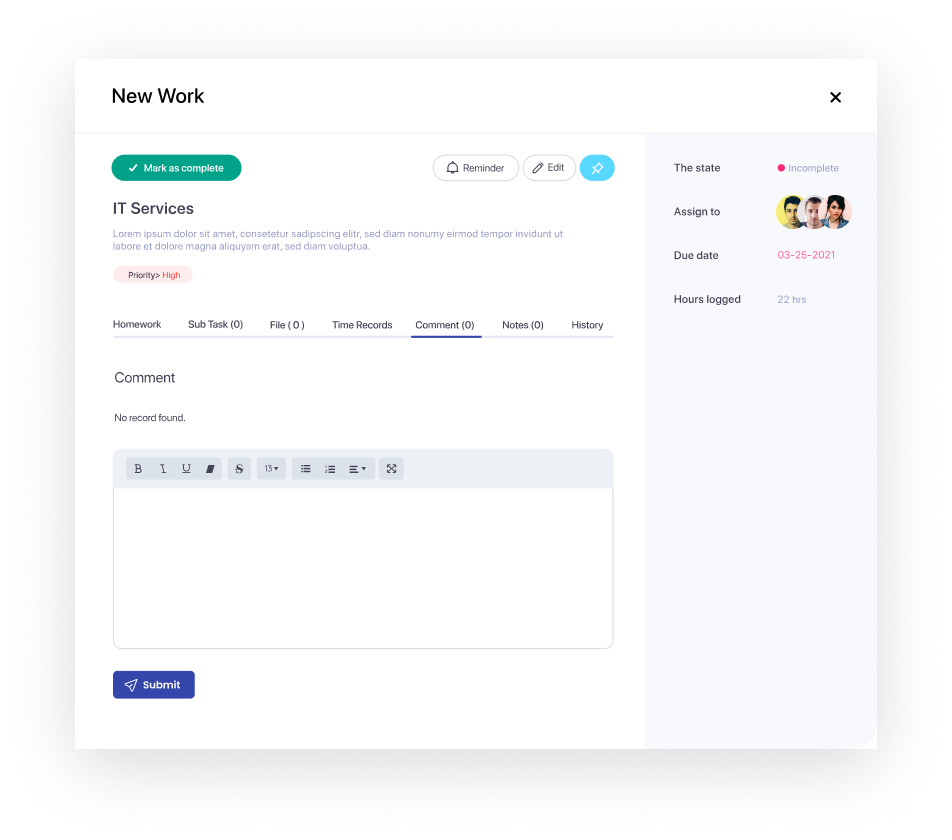 New Work
Mark as complete
Reminder
Edit
IT Services
Lorem ipsum dolor sit amet, consetetur sadipscing elitr, sed diam nonumy eirmod tempor invidunt ut
labore et dolore magna aliquyam erat, sed diam voluptua.
Priority> High
Homework Sub Task (0) File ( 0 ) Time Records Comment (0) Notes (0) History
Comment
No record found.
B I U S 13
Submit
The state Incomplete
Assign to
Due date 03-25-2021
Hours logged 22 hrs